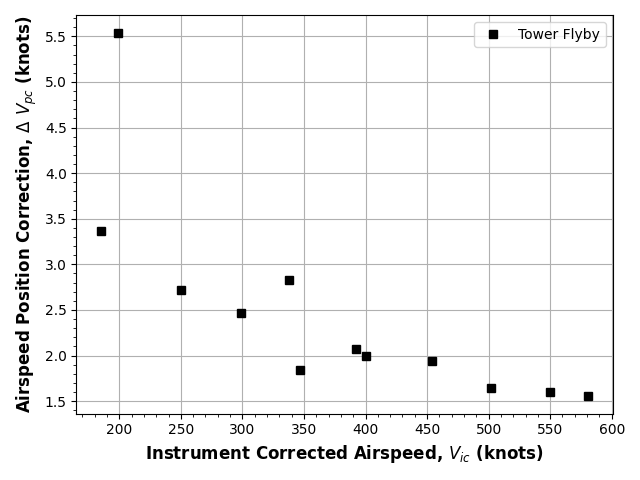 Tower Flyby
Airspeed Position Correction, Δ V_pc (knots)
5.5
5.0
4.5
4.0
3.5
3.0
2.5
2.0
1.5
200 250 300 350 400 450 500 550 600
Instrument Corrected Airspeed, V_ic (knots)